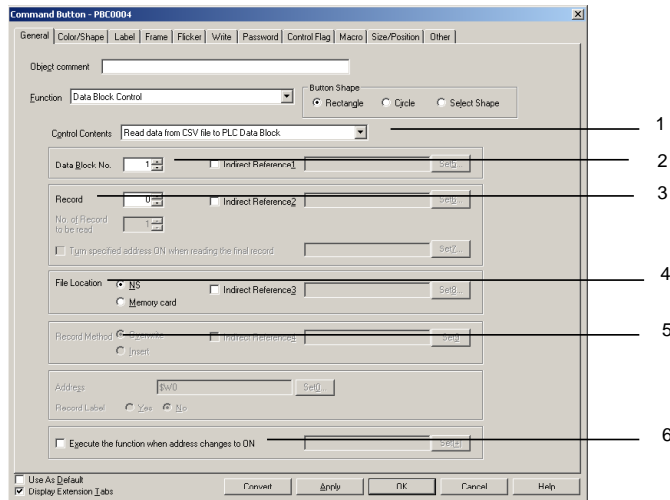 Command Button - PBC0004
General Color/Shape Label Frame Flicker Write Password Control Flag Macro Size/Position Other
Object comment
Function Data Block Control
Button Shape
Rectangle Circle Select Shape
Control Contents Read data from CSV file to PLC Data Block
1
Data Block No. 1 Indirect Reference1 Set5...
2
Record 0 Indirect Reference2 Set6...
3
No. of Record
to be read 1
Turn specified address ON when reading the final record. Set7...
File Location NS
4
Indirect Reference3 Set8...
Memory card
Record Method Overwrite Indirect Reference4
5
Insert
Address $W0 Set0...
Record Label Yes No
Execute the function when address changes to ON
6
Use As Default
Display Extension Tabs
Convert Apply OK Cancel Help